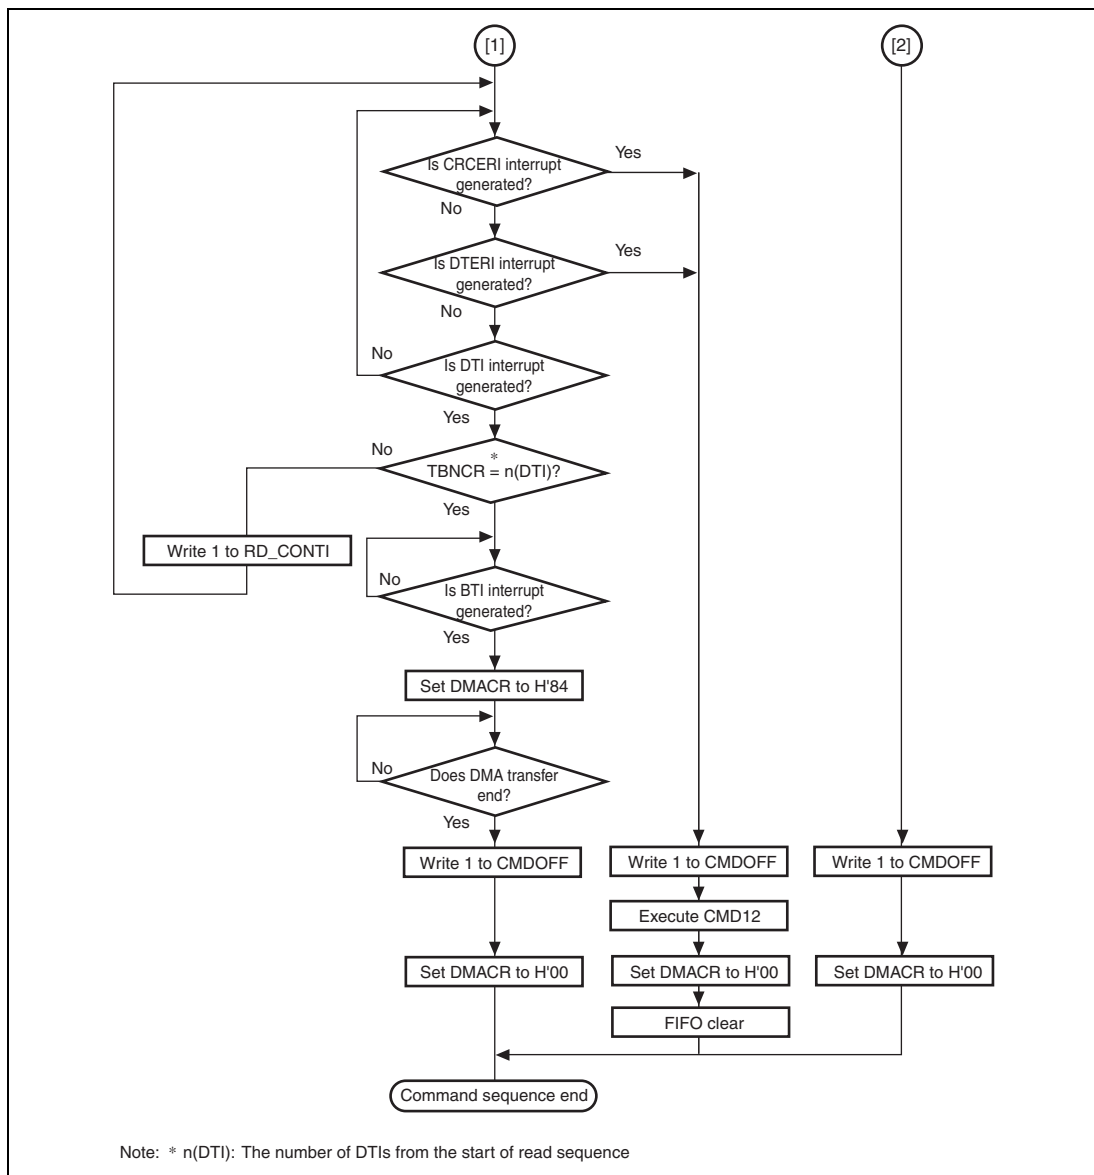 [1]
[2]
Is CRCERI interrupt
generated?
Yes
No
Is DTERI interrupt
generated?
Yes
No
Is DTI interrupt
generated?
No
Yes
*
TBNCR = n(DTI)?
No
Yes
Write 1 to RD_CONTI
Is BTI interrupt
generated?
No
Yes
Set DMACR to H'84
Does DMA transfer
end?
No
Yes
Write 1 to CMDOFF
Write 1 to CMDOFF
Write 1 to CMDOFF
Execute CMD12
Set DMACR to H'00
Set DMACR to H'00
Set DMACR to H'00
FIFO clear
Command sequence end
Note: * n(DTI): The number of DTIs from the start of read sequence